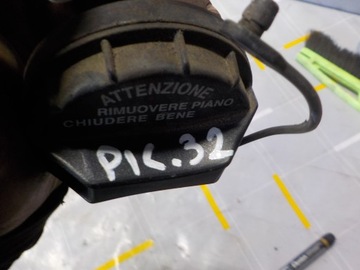 ATTENZIONE
RIMUOVERE PIANO
CHIUDERE BENE
PIC.32